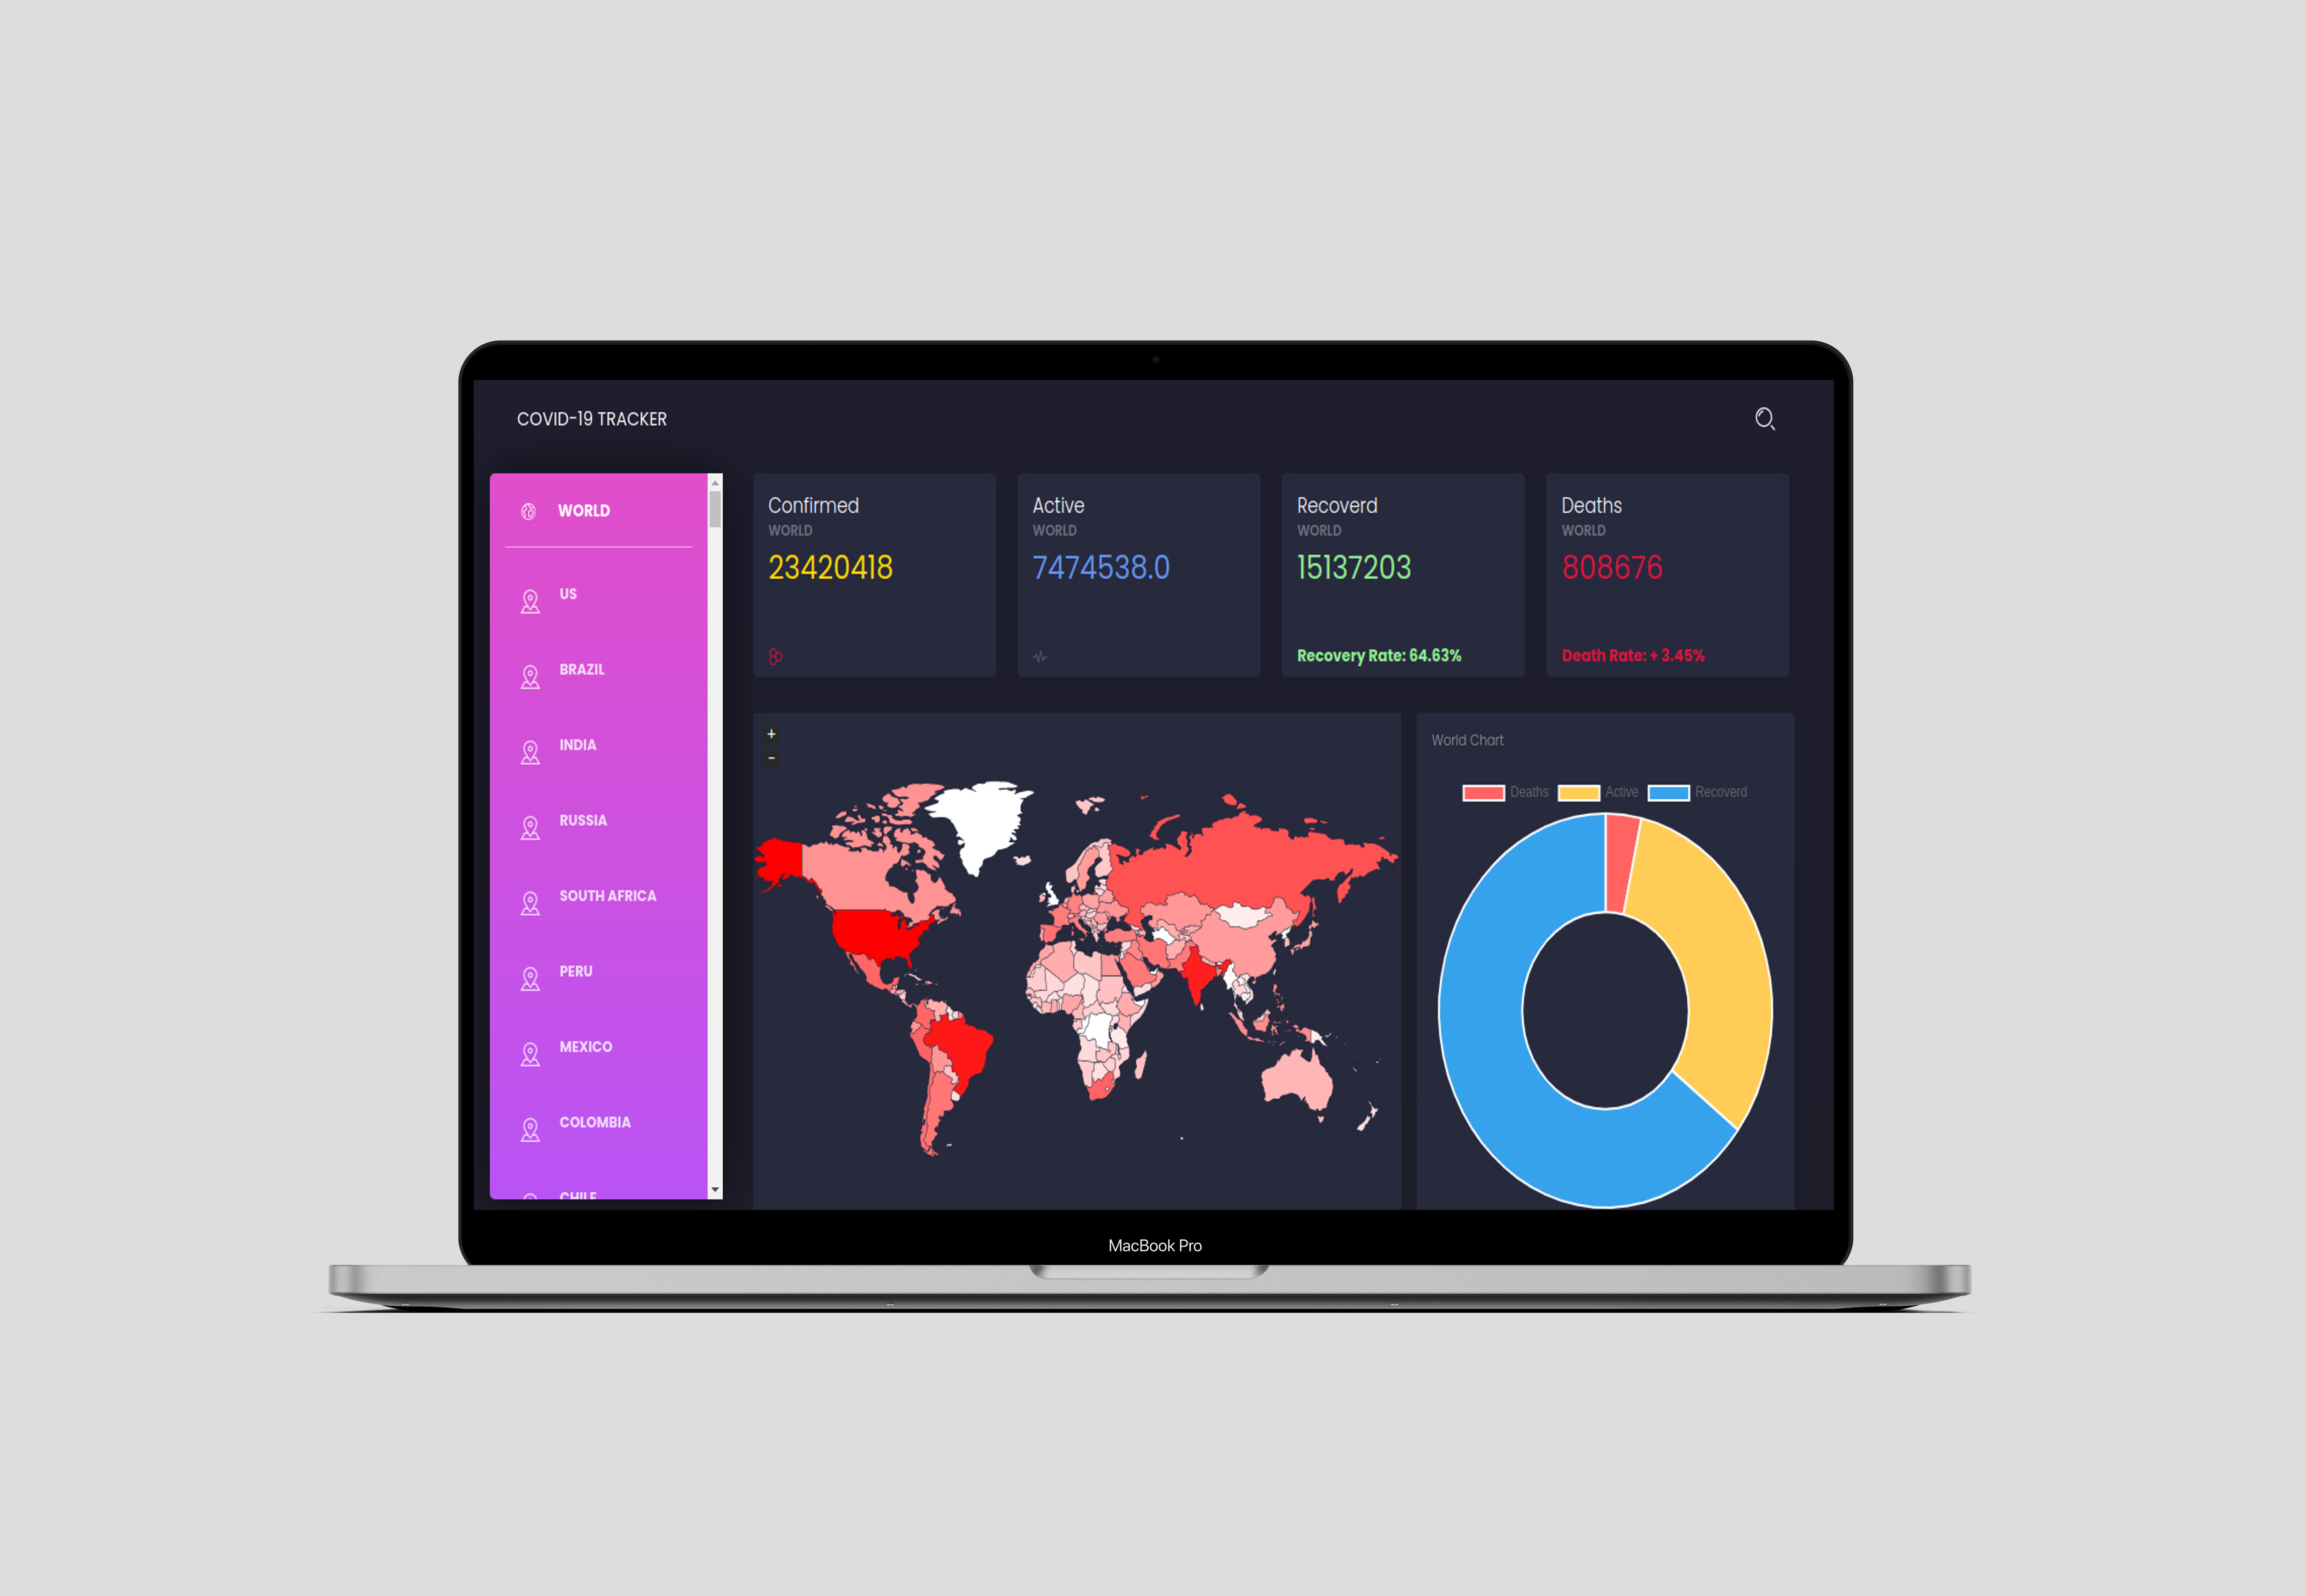 COVID-19 TRACKER
WORLD
US
BRAZIL
INDIA
RUSSIA
SOUTH AFRICA
PERU
MEXICO
COLOMBIA
CHILE
Confirmed
WORLD
23420418
Active
WORLD
7474538.0
Recoverd
WORLD
15137203
Recovery Rate: 64.63%
Deaths
WORLD
808676
Death Rate: + 3.45%
+
-
World Chart
Deaths Active Recoverd
MacBook Pro